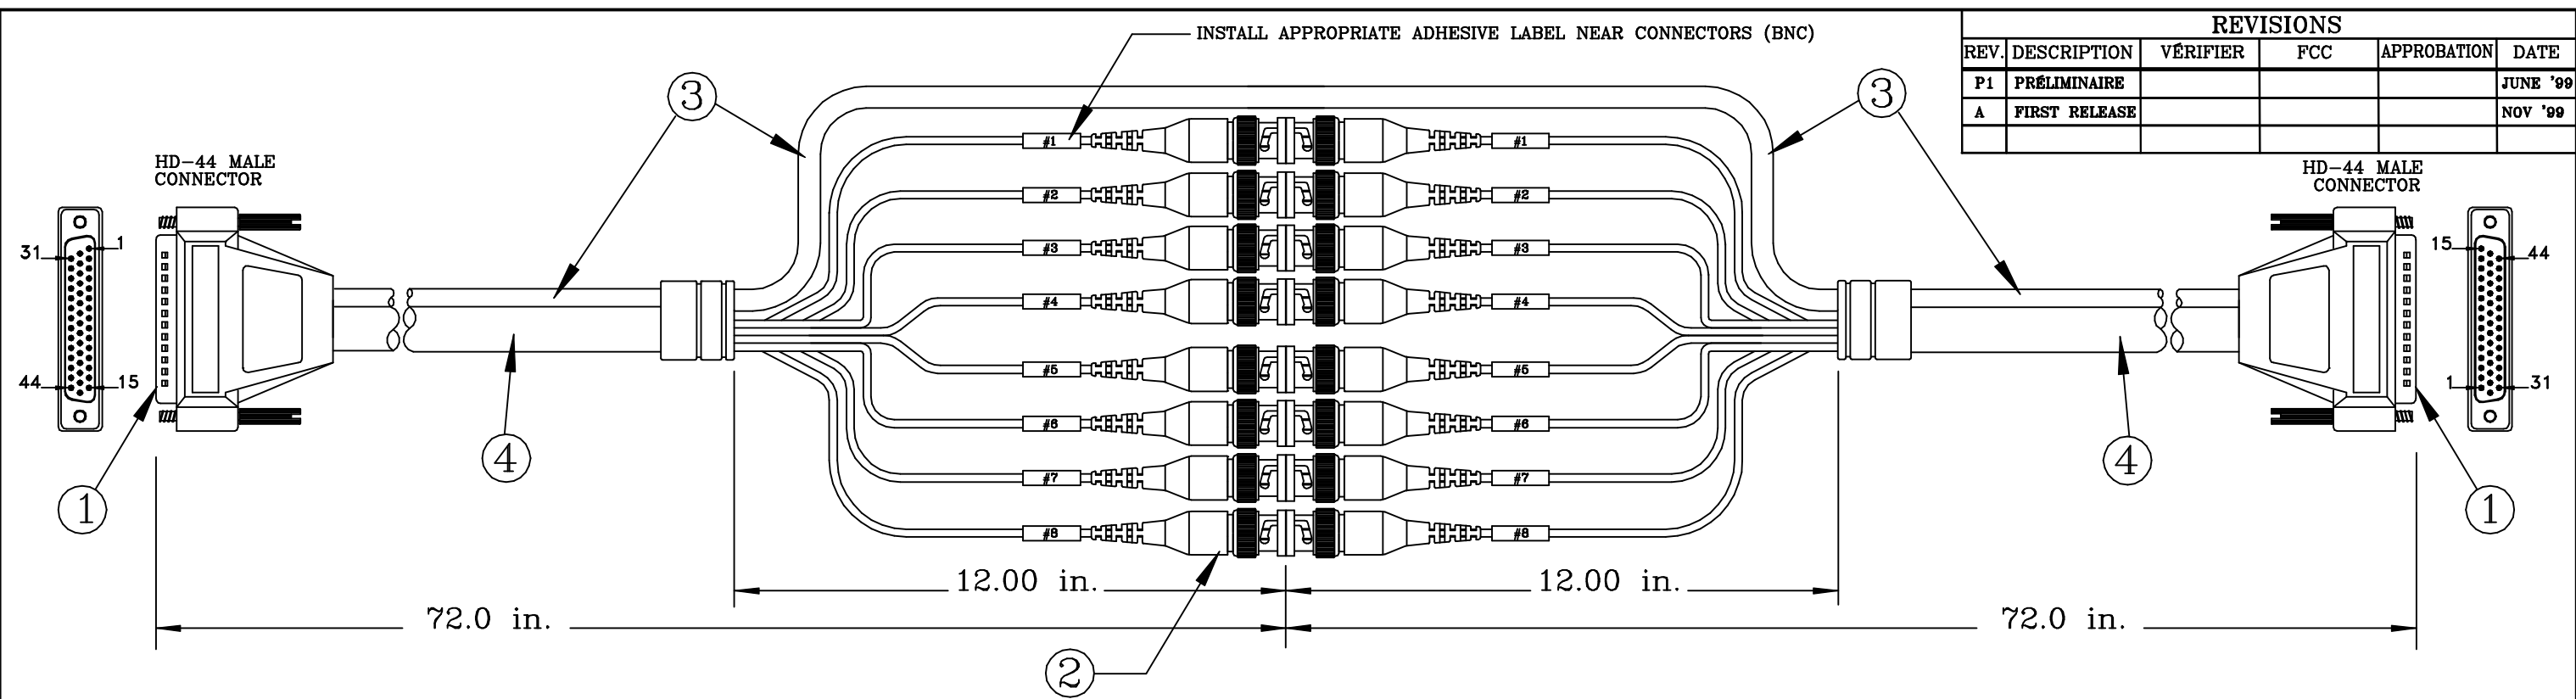 INSTALL APPROPRIATE ADHESIVE LABEL NEAR CONNECTORS (BNC)
REVISIONS
REV. DESCRIPTION VÉRIFIER FCC APPROBATION DATE
P1 PRÉLIMINAIRE JUNE '99
A FIRST RELEASE NOV '99
3
3
HD-44 MALE
CONNECTOR
HD-44 MALE
CONNECTOR
#1 #1
#2 #2
#3 #3
#4 #4
#5 #5
#6 #6
#7 #7
#8 #8
31 1
44 15
15 44
1 31
4
4
1
1
12.00 in. 12.00 in.
72.0 in. 72.0 in.
2